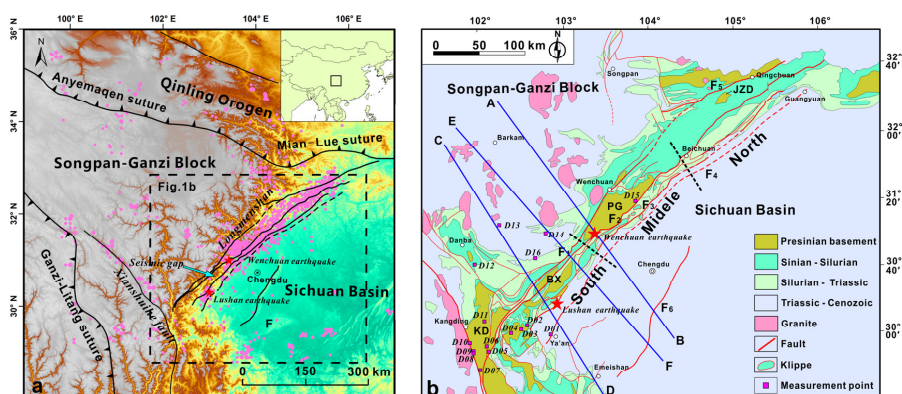 100° E
102° E
104° E
106° E
36° N
34° N
32° N
30° N
N
Anyemaqen suture
Qinling Orogen
Mian-Lue suture
Songpan-Ganzi Block
Fig.1b
Longmenshan
Seismic gap
Wenchuan earthquake
Chengdu
Lushan earthquake
Sichuan Basin
Ganzi-Litang suture
Xianshuihe fault
F
0 150 300 km
a
102°
103°
104°
105°
106°
0 50 100 km
N
32° 40'
32° 00'
31° 20'
30° 40'
30° 00'
Songpan
Songpan-Ganzi Block
A
E
C
Barkam
F5
JZD
Qingchuan
Guangyuan
Beichuan
North
F4
Wenchuan
D15
PG
F3
F2
Midele
Sichuan Basin
D13
D14
Wenchuan earthquake
Danba
D16
F1
D12
South
Chengdu
BX
Lushan earthquake
F6
D11
Kangding
KD
D02
D04
D03
D01
Ya'an
D10
D06
D09
D05
D08
D07
B
F
Emeishan
D
b
Presinian basement
Sinian - Silurian
Silurian - Triassic
Triassic - Cenozoic
Granite
Fault
Klippe
Measurement point